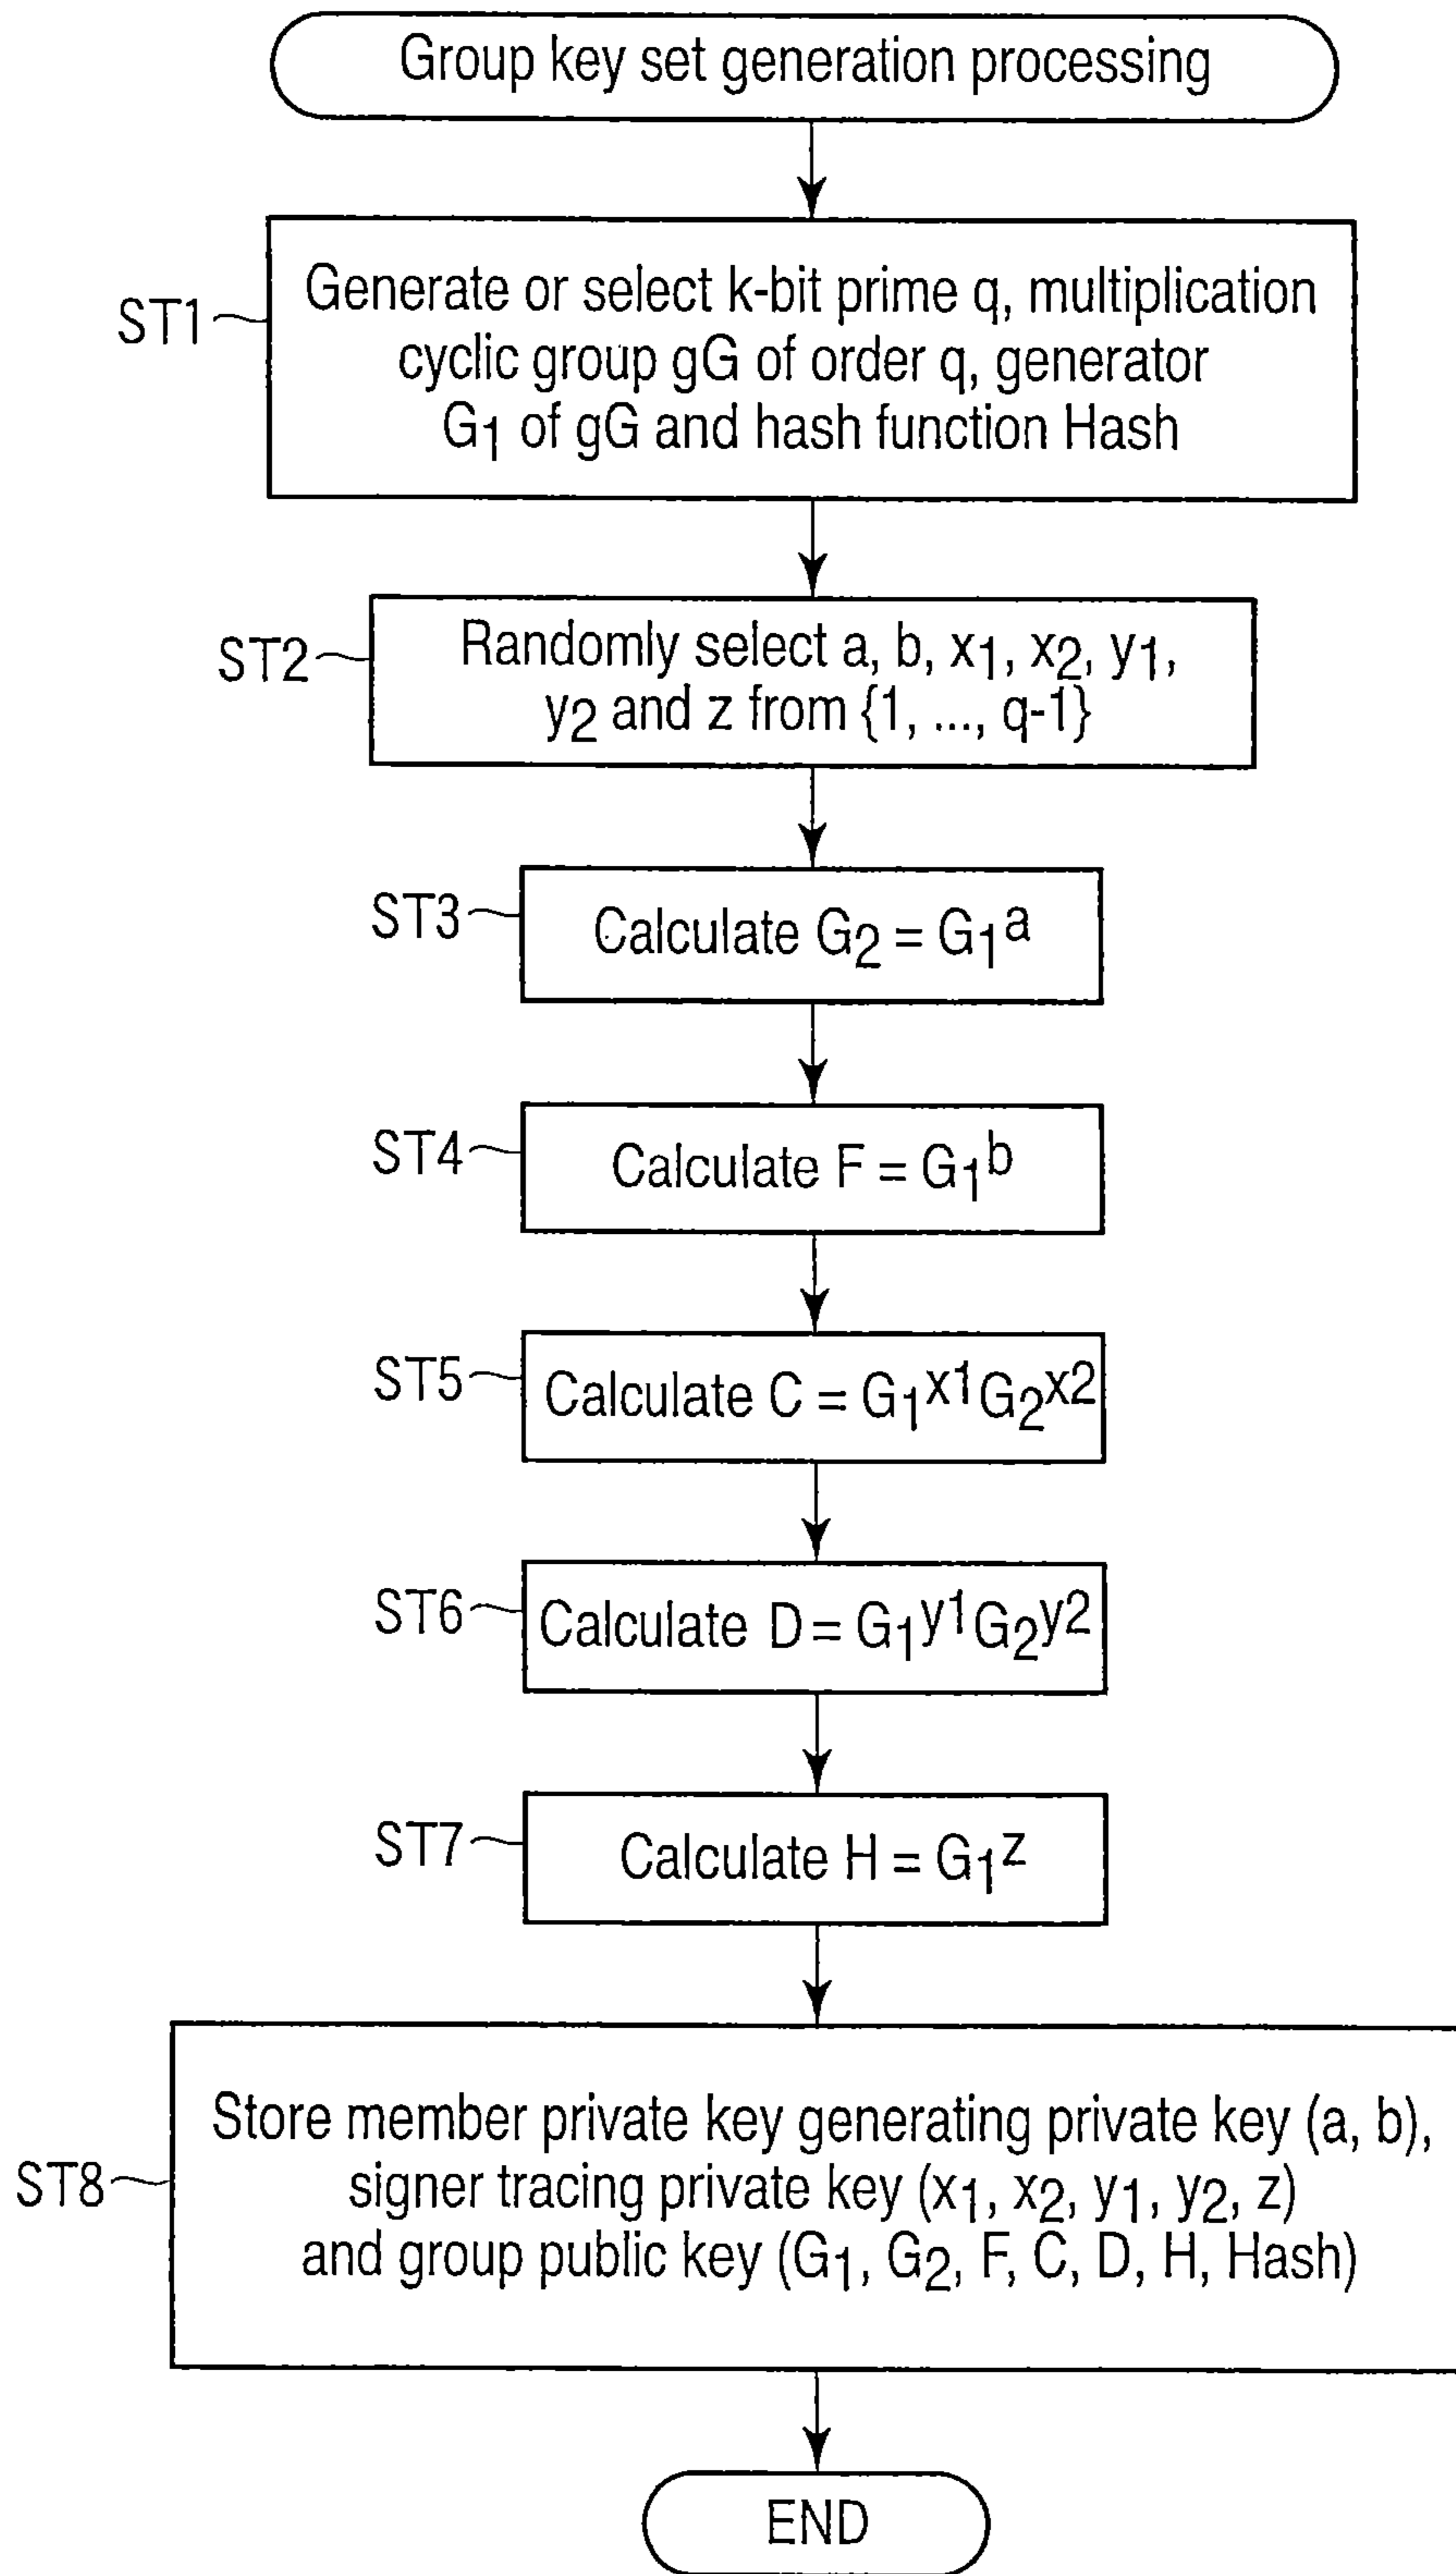 Group key set generation processing
ST1
Generate or select k-bit prime q, multiplication
cyclic group gG of order q, generator
G₁ of gG and hash function Hash
ST2
Randomly select a, b, x₁, x₂, y₁,
y₂ and z from {1, ..., q-1}
ST3
Calculate G₂ = G₁ᵃ
ST4
Calculate F = G₁ᵇ
ST5
Calculate C = G₁ˣ¹G₂ˣ²
ST6
Calculate D = G₁ʸ¹G₂ʸ²
ST7
Calculate H = G₁ᶻ
ST8
Store member private key generating private key (a, b),
signer tracing private key (x₁, x₂, y₁, y₂, z)
and group public key (G₁, G₂, F, C, D, H, Hash)
END